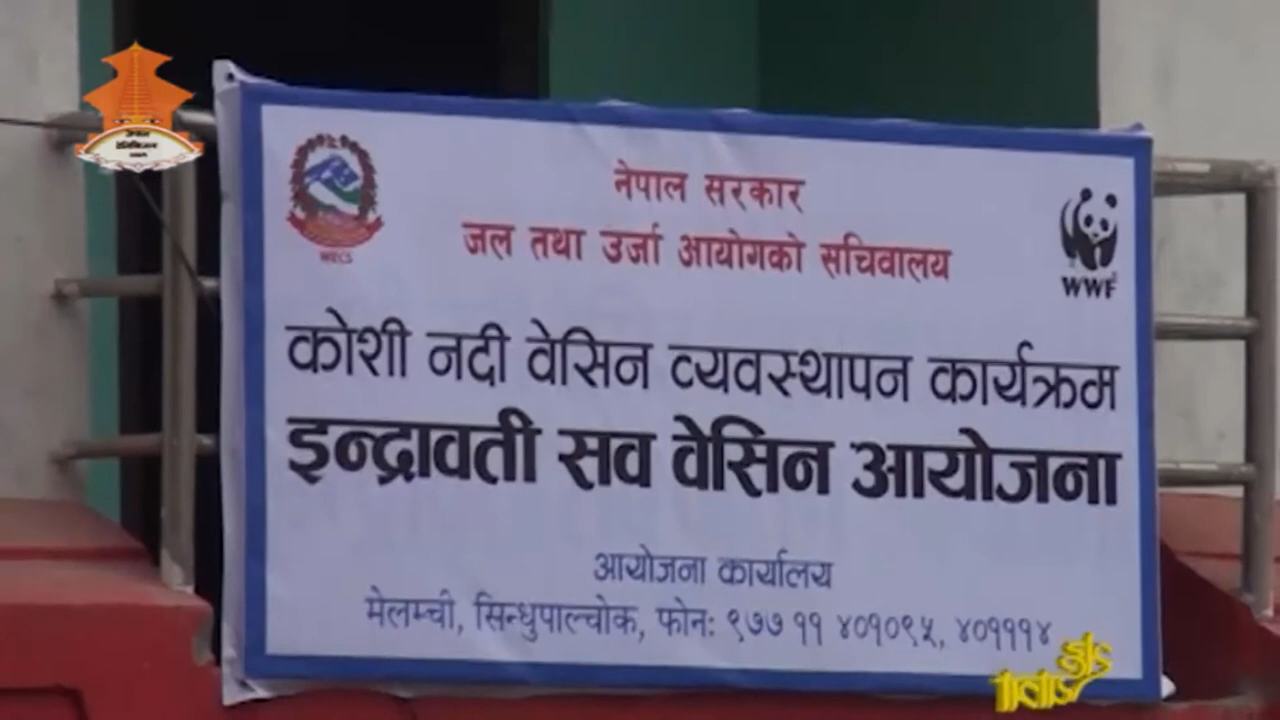 नेपाल सरकार
जल तथा उर्जा आयोगको सचिवालय
WECS
WWF
कोशी नदी वेसिन व्यवस्थापन कार्यक्रम
इन्द्रावती सव वेसिन आयोजना
आयोजना कार्यालय
मेलम्ची, सिन्धुपाल्चोक, फोनः ९७७ ११ ४०१०९५, ४०१११४